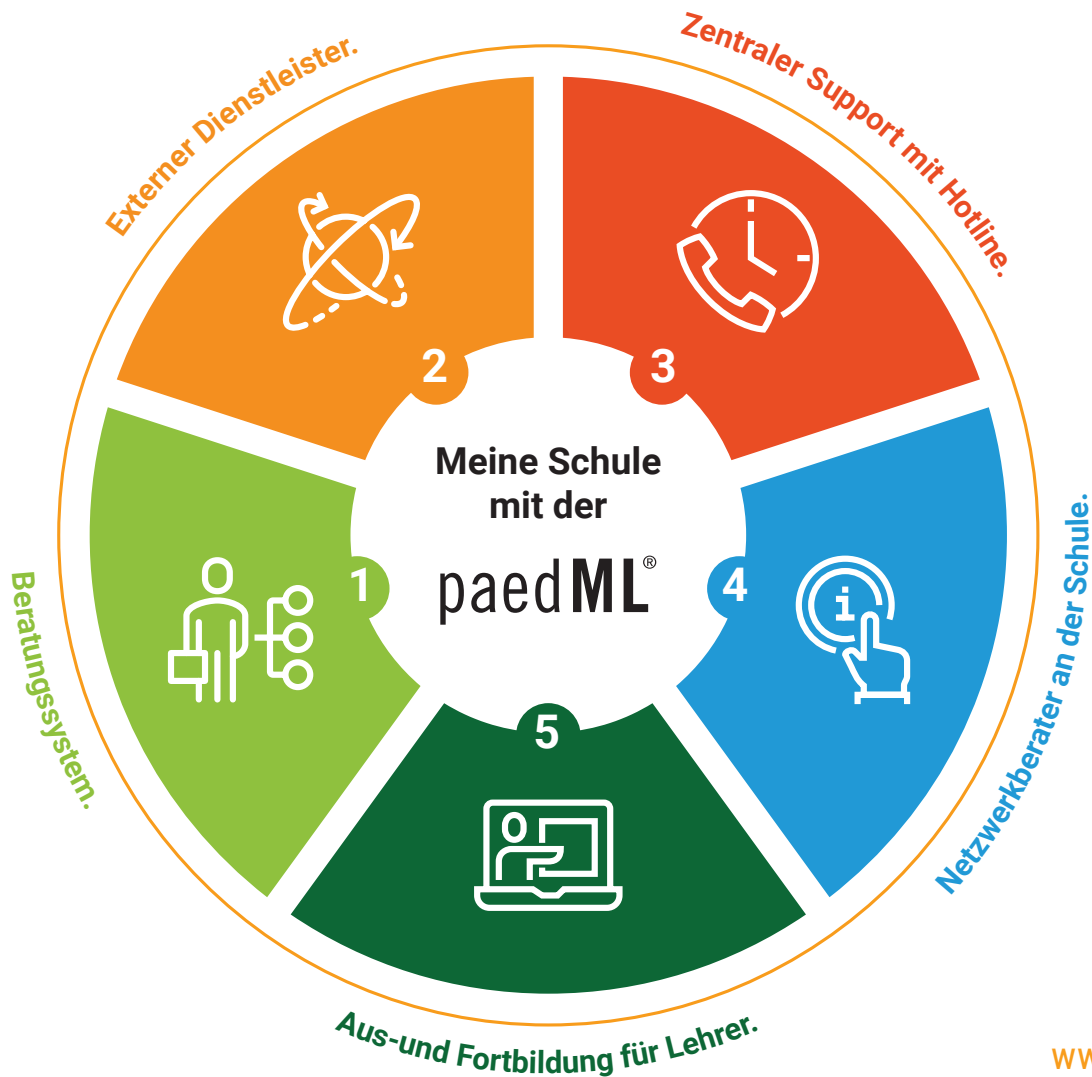 Externer Dienstleister.
Zentraler Support mit Hotline.
2
3
Meine Schule
mit der
paedML®
1
4
i
Beratungssystem.
Netzwerkberater an der Schule.
5
Aus-und Fortbildung für Lehrer.